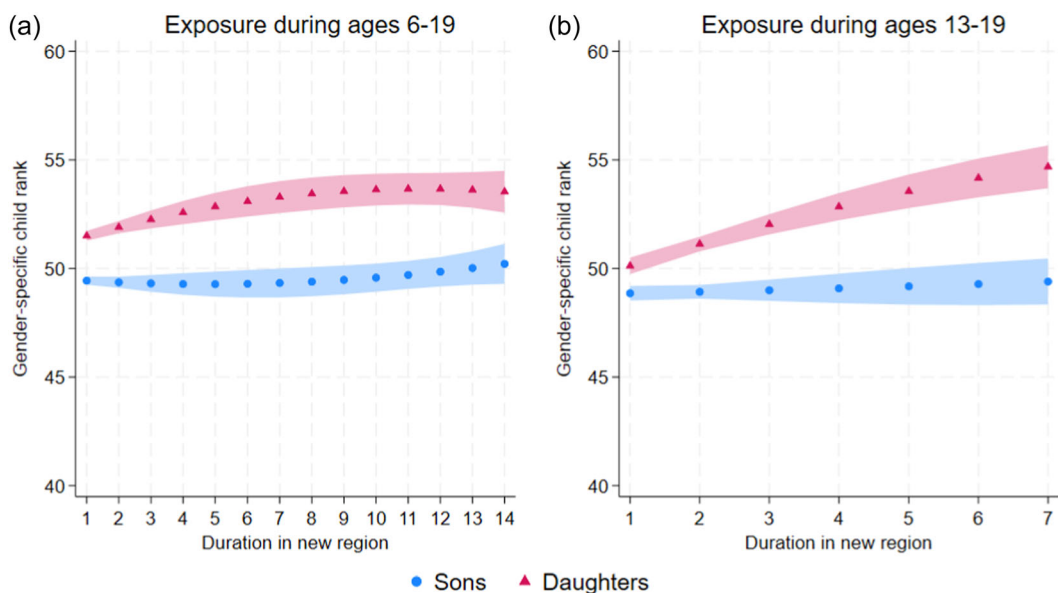 (a)
Exposure during ages 6-19
Gender-specific child rank
60
55
50
45
40
1 2 3 4 5 6 7 8 9 10 11 12 13 14
Duration in new region
(b)
Exposure during ages 13-19
Gender-specific child rank
60
55
50
45
40
1 2 3 4 5 6 7
Duration in new region
Sons Daughters